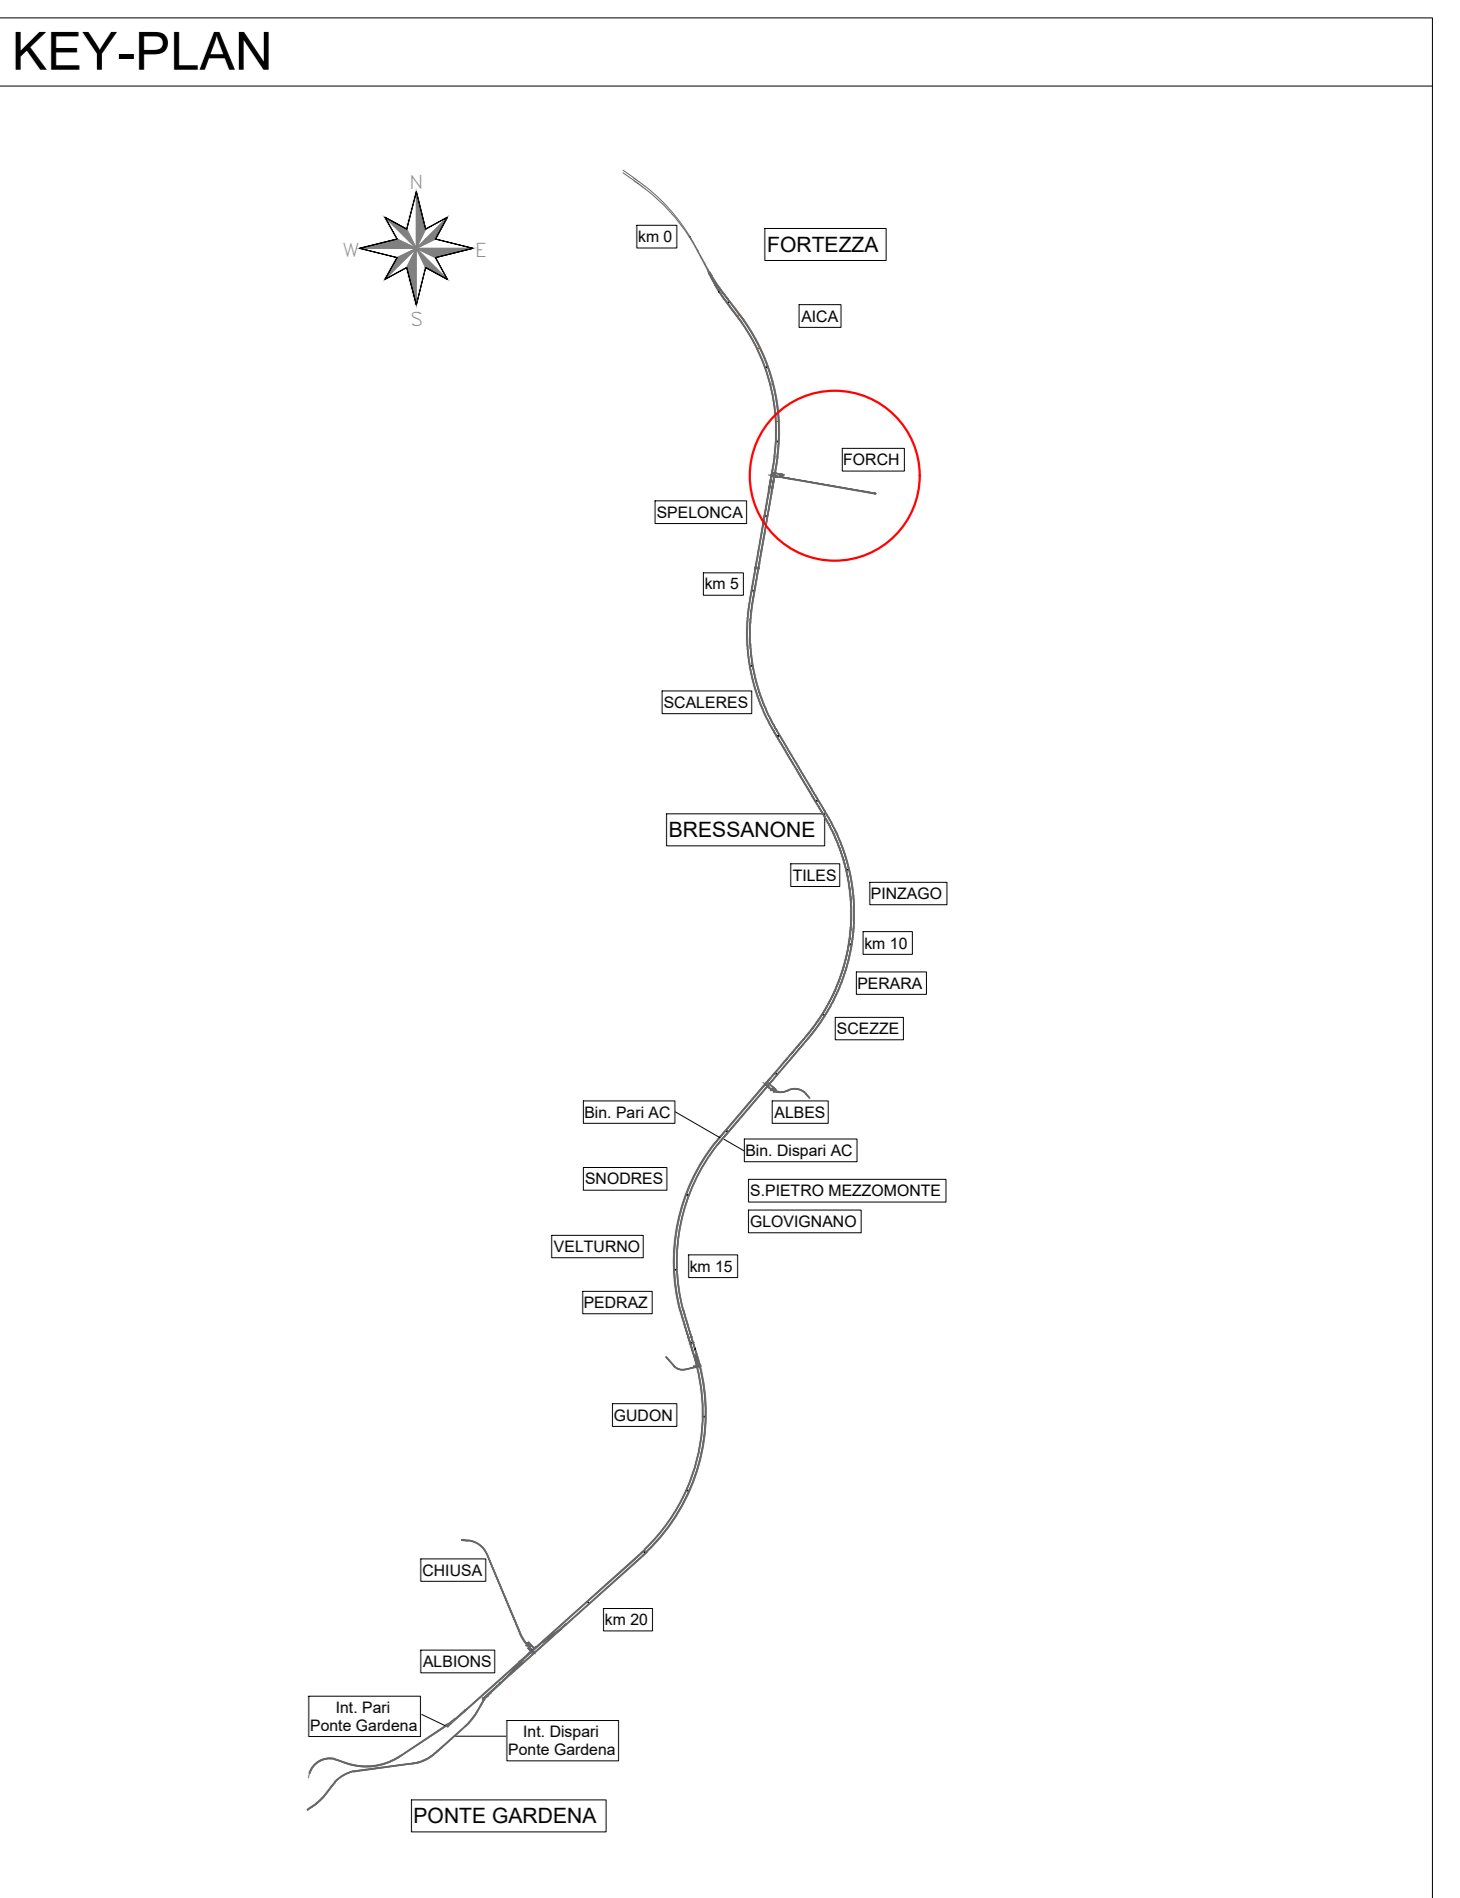 KEY-PLAN
N
W
E
S
km 0
FORTEZZA
AICA
FORCH
SPELONCA
km 5
SCALERES
BRESSANONE
TILES
PINZAGO
km 10
PERARA
SCEZZE
Bin. Pari AC
ALBES
Bin. Dispari AC
SNODRES
S.PIETRO MEZZOMONTE
GLOVIGNANO
VELTURNO
km 15
PEDRAZ
GUDON
CHIUSA
km 20
ALBIONS
Int. Pari
Ponte Gardena
Int. Dispari
Ponte Gardena
PONTE GARDENA